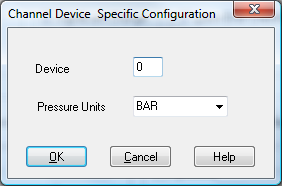 Channel Device  Specific Configuration
Device 0
Pressure Units BAR
OK Cancel Help